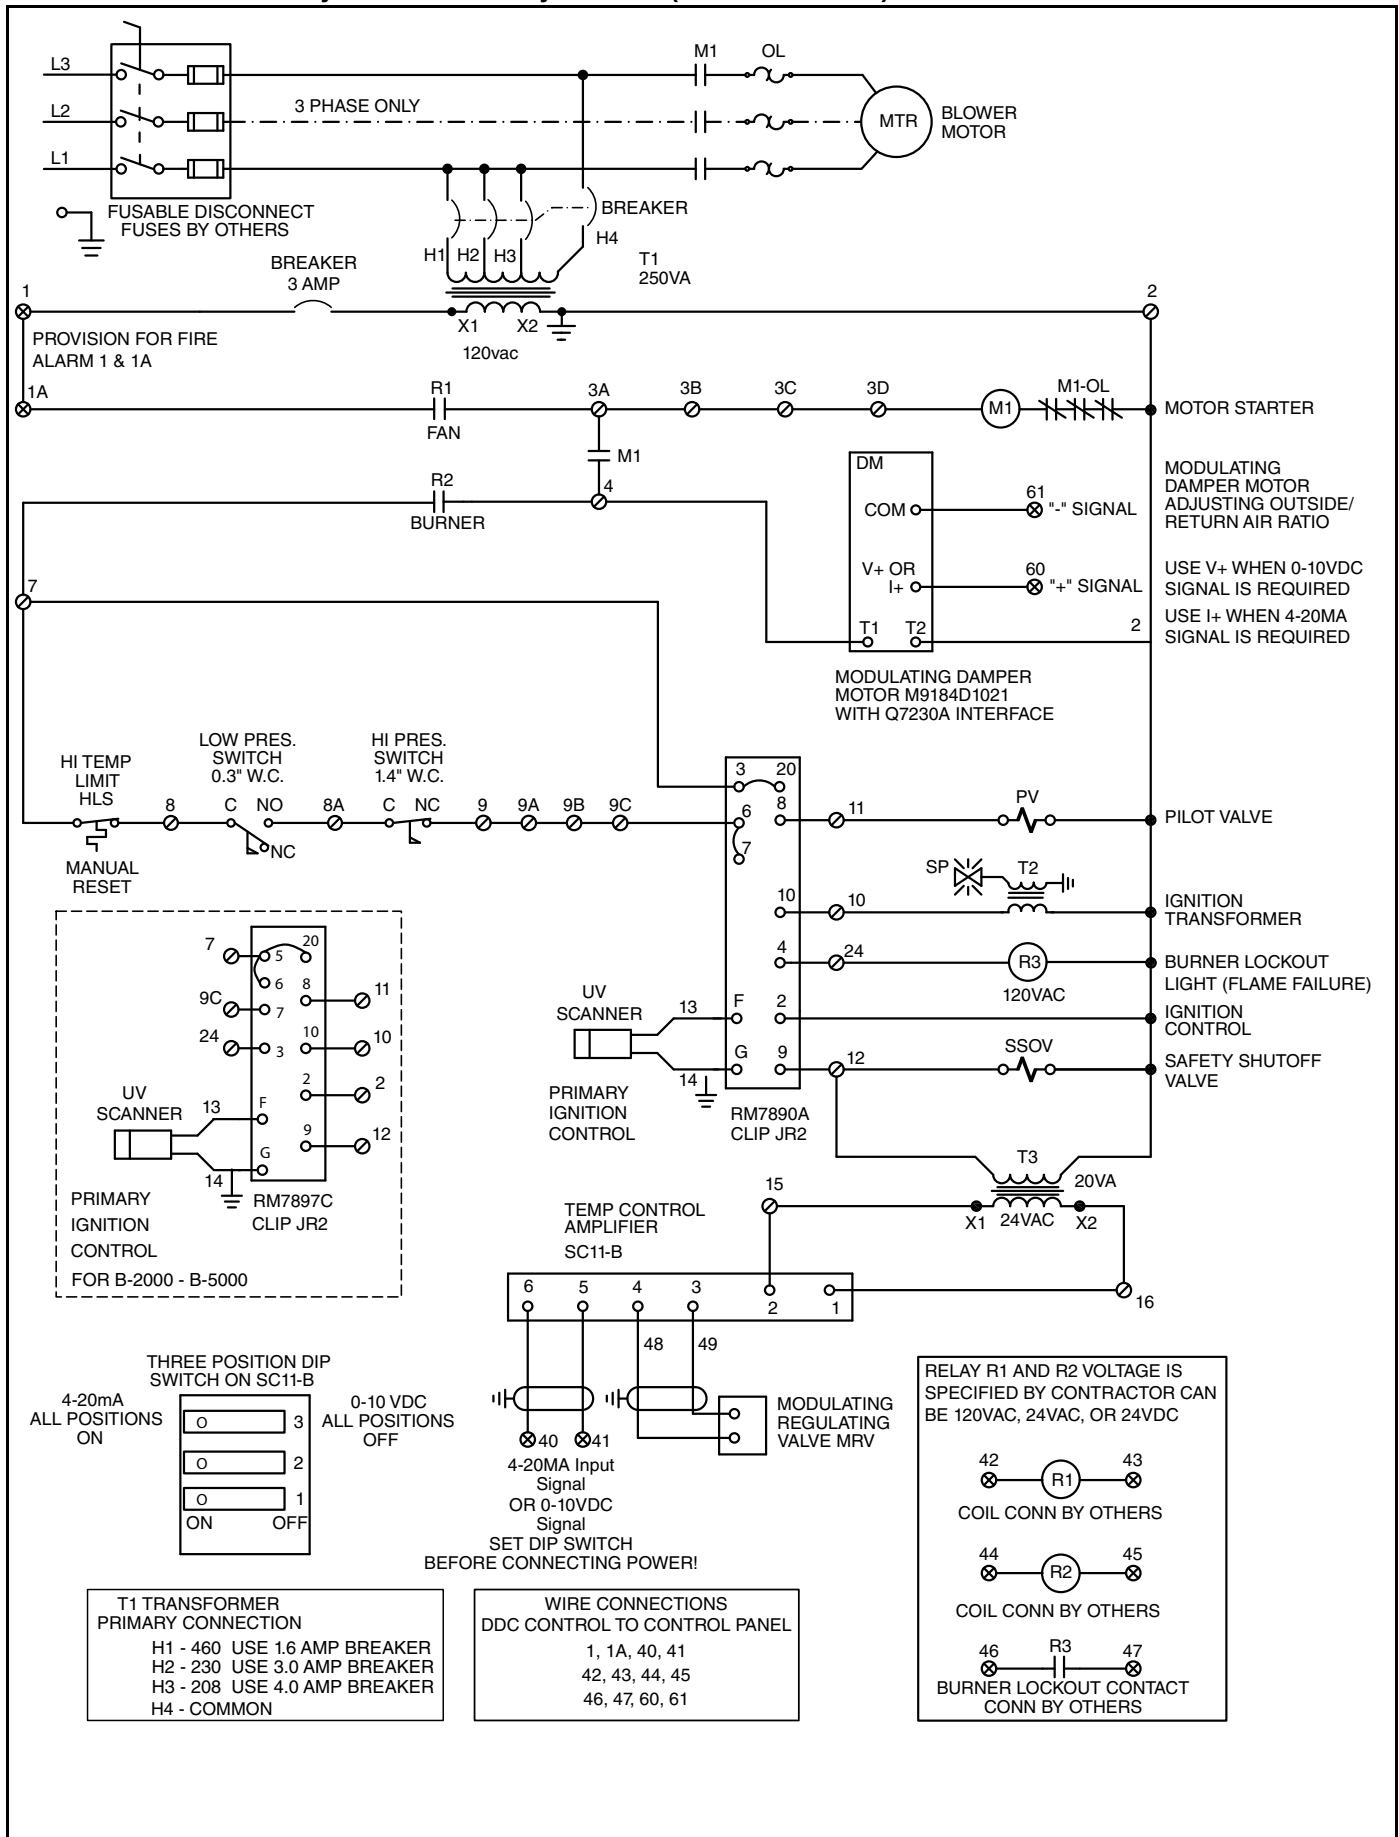 L3
M1
OL
L2
3 PHASE ONLY
MTR
BLOWER
MOTOR
L1
FUSABLE DISCONNECT
FUSES BY OTHERS
BREAKER
H1
H2
H3
H4
T1
250VA
BREAKER
3 AMP
1
2
X1
X2
120vac
PROVISION FOR FIRE
ALARM 1 & 1A
1A
R1
FAN
3A
3B
3C
3D
M1
M1-OL
MOTOR STARTER
M1
R2
BURNER
4
DM
COM
61
"-" SIGNAL
V+ OR
I+
60
"+" SIGNAL
T1
T2
2
MODULATING
DAMPER MOTOR
ADJUSTING OUTSIDE/
RETURN AIR RATIO
USE V+ WHEN 0-10VDC
SIGNAL IS REQUIRED
USE I+ WHEN 4-20MA
SIGNAL IS REQUIRED
7
MODULATING DAMPER
MOTOR M9184D1021
WITH Q7230A INTERFACE
HI TEMP
LIMIT
HLS
MANUAL
RESET
8
LOW PRES.
SWITCH
0.3" W.C.
C
NO
NC
8A
HI PRES.
SWITCH
1.4" W.C.
C
NC
9
9A
9B
9C
3
20
6
8
7
10
4
F
2
G
9
11
PV
PILOT VALVE
SP
T2
10
IGNITION
TRANSFORMER
24
R3
120VAC
BURNER LOCKOUT
LIGHT (FLAME FAILURE)
IGNITION
CONTROL
12
SSOV
SAFETY SHUTOFF
VALVE
UV
SCANNER
13
14
PRIMARY
IGNITION
CONTROL
RM7890A
CLIP JR2
7
5
20
6
8
11
9C
7
24
3
10
10
2
2
UV
SCANNER
13
F
9
12
G
14
PRIMARY
IGNITION
CONTROL
RM7897C
CLIP JR2
FOR B-2000 - B-5000
T3
20VA
X1
24VAC
X2
15
16
TEMP CONTROL
AMPLIFIER
SC11-B
6
5
4
3
2
1
48
49
40
41
4-20MA Input
Signal
OR 0-10VDC
Signal
SET DIP SWITCH
BEFORE CONNECTING POWER!
MODULATING
REGULATING
VALVE MRV
THREE POSITION DIP
SWITCH ON SC11-B
4-20mA
ALL POSITIONS
ON
0-10 VDC
ALL POSITIONS
OFF
O
3
O
2
O
1
ON
OFF
RELAY R1 AND R2 VOLTAGE IS
SPECIFIED BY CONTRACTOR CAN
BE 120VAC, 24VAC, OR 24VDC
42
R1
43
COIL CONN BY OTHERS
44
R2
45
COIL CONN BY OTHERS
46
R3
47
BURNER LOCKOUT CONTACT
CONN BY OTHERS
T1 TRANSFORMER
PRIMARY CONNECTION
H1 - 460 USE 1.6 AMP BREAKER
H2 - 230 USE 3.0 AMP BREAKER
H3 - 208 USE 4.0 AMP BREAKER
H4 - COMMON
WIRE CONNECTIONS
DDC CONTROL TO CONTROL PANEL
1, 1A, 40, 41
42, 43, 44, 45
46, 47, 60, 61